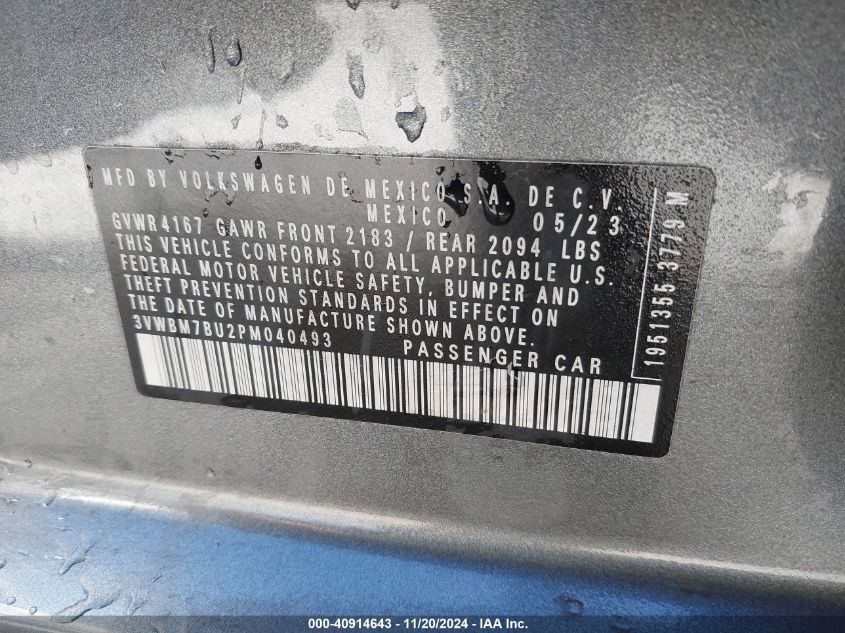 MFD BY VOLKSWAGEN DE MEXICO S.A. DE C.V.
MEXICO 05/23
GVWR4167 GAWR FRONT 2183 / REAR 2094 LBS
THIS VEHICLE CONFORMS TO ALL APPLICABLE U.S.
FEDERAL MOTOR VEHICLE SAFETY, BUMPER AND
THEFT PREVENTION STANDARDS IN EFFECT ON
THE DATE OF MANUFACTURE SHOWN ABOVE.
3VWBM7BU2PM040493 PASSENGER CAR
1951355 3779 M
000-40914643 - 11/20/2024 - IAA Inc.